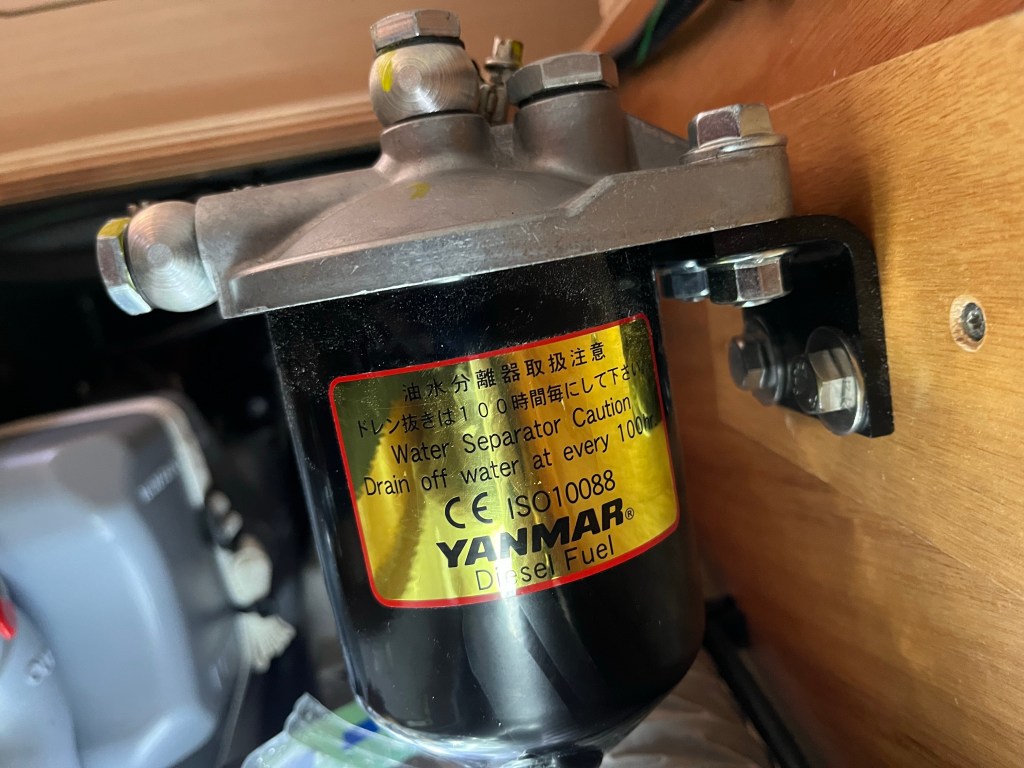 油水分離器取扱注意
ドレン抜きは１００時間毎にして下さい
Water Separator Caution
Drain off water at every 100hr.
CE ISO10088
YANMAR®
Diesel Fuel